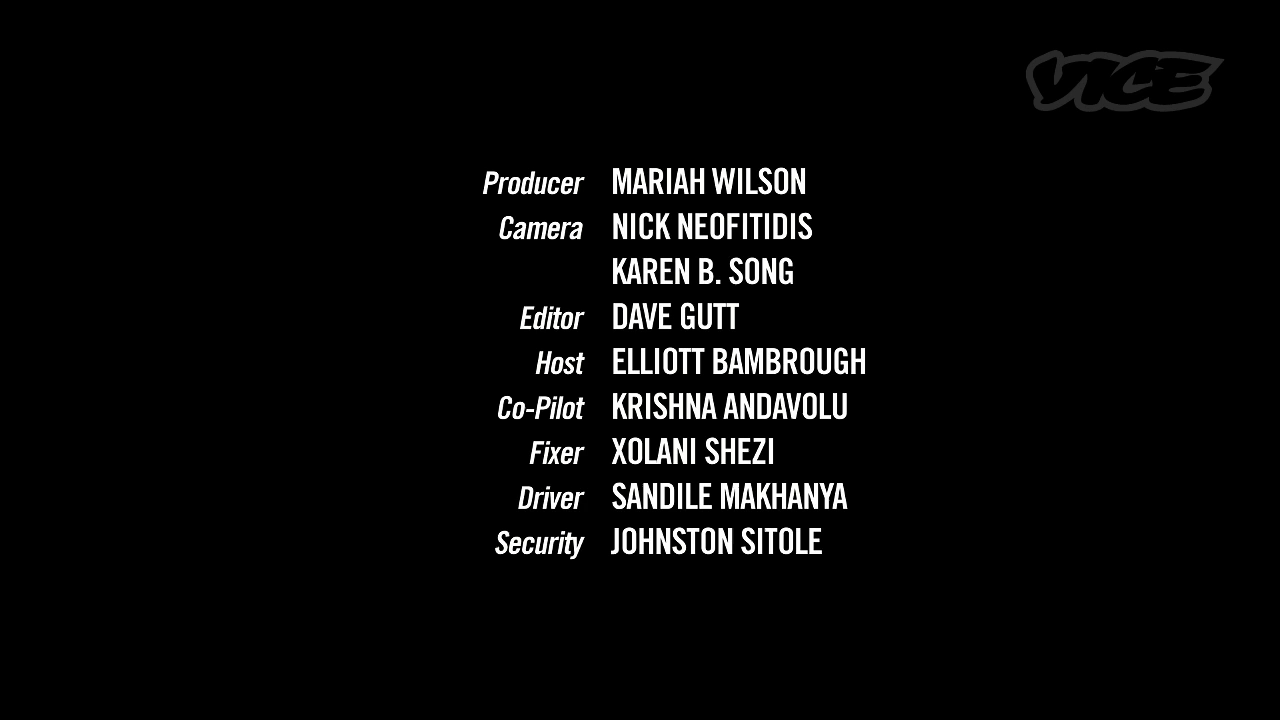 VICE
Producer MARIAH WILSON
Camera NICK NEOFITIDIS
KAREN B. SONG
Editor DAVE GUTT
Host ELLIOTT BAMBROUGH
Co-Pilot KRISHNA ANDAVOLU
Fixer XOLANI SHEZI
Driver SANDILE MAKHANYA
Security JOHNSTON SITOLE